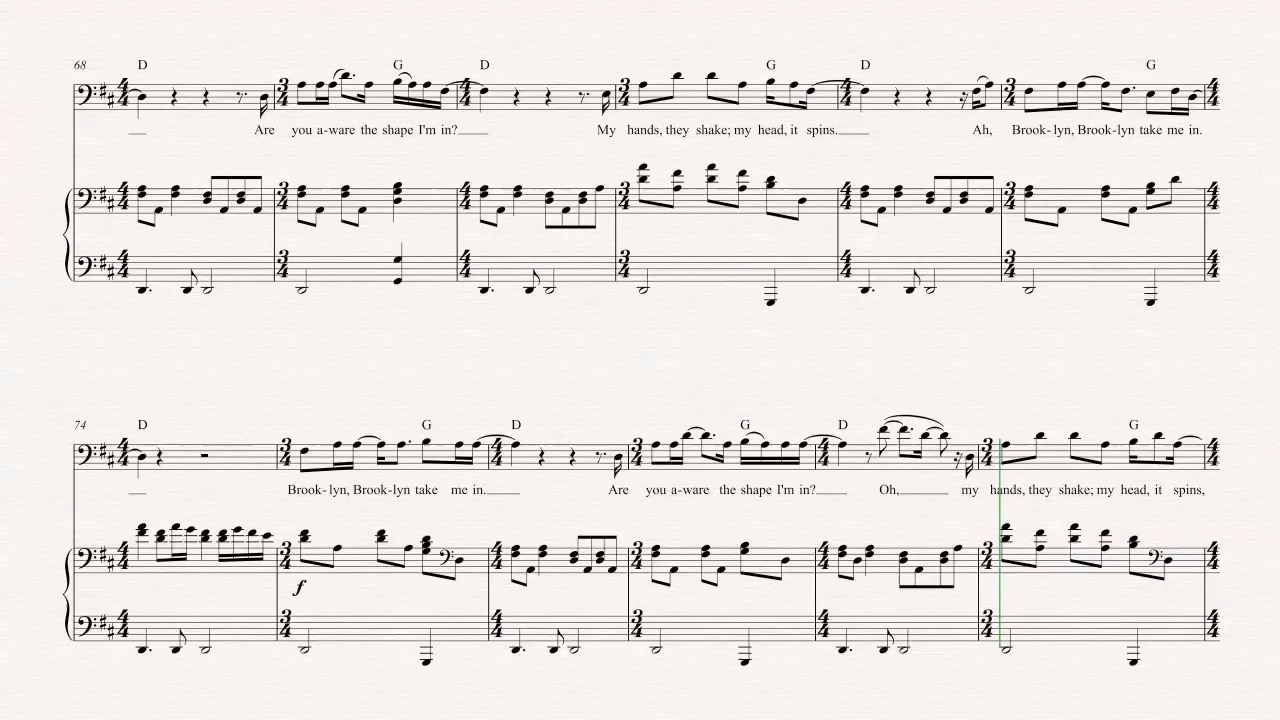 68 D G D G D G
Are you a-ware the shape I'm in? My hands, they shake; my head, it spins. Ah, Brook-lyn, Brook-lyn take me in.
74 D G D G D G
Brook-lyn, Brook-lyn take me in. Are you a-ware the shape I'm in? Oh, my hands, they shake; my head, it spins,
f